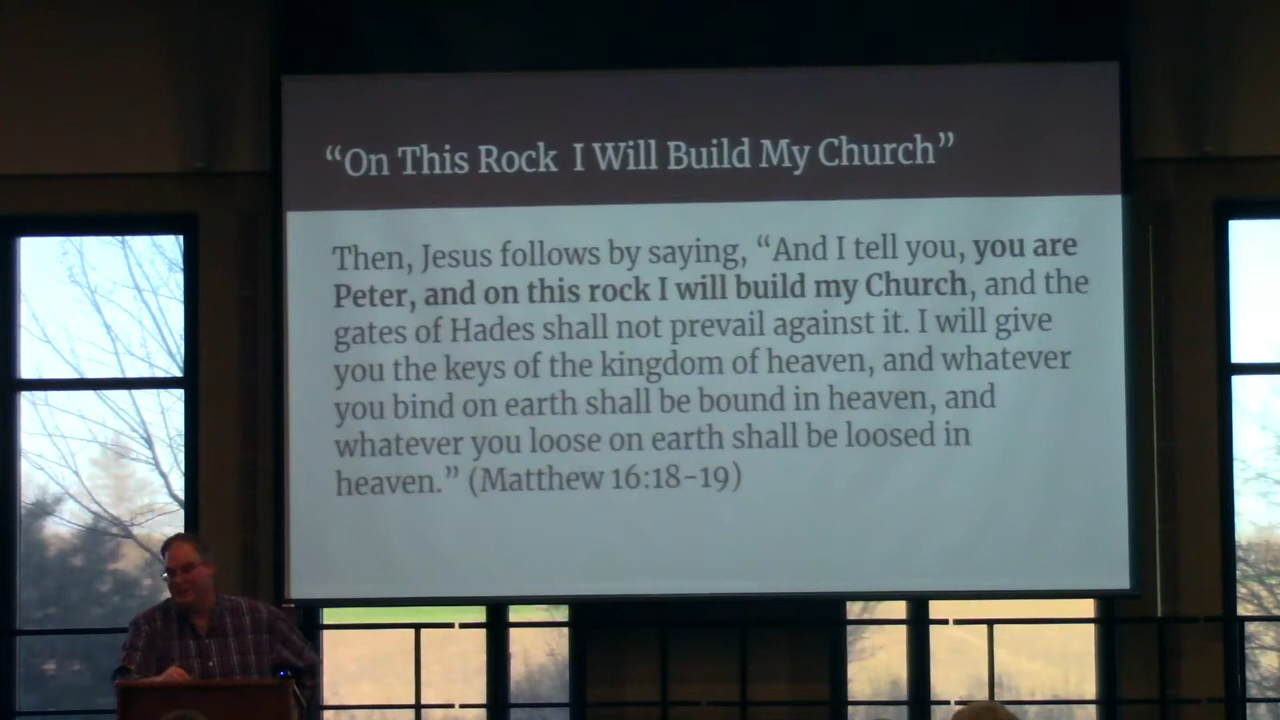 “On This Rock I Will Build My Church”
Then, Jesus follows by saying, “And I tell you, you are
Peter, and on this rock I will build my Church, and the
gates of Hades shall not prevail against it. I will give
you the keys of the kingdom of heaven, and whatever
you bind on earth shall be bound in heaven, and
whatever you loose on earth shall be loosed in
heaven.” (Matthew 16:18-19)